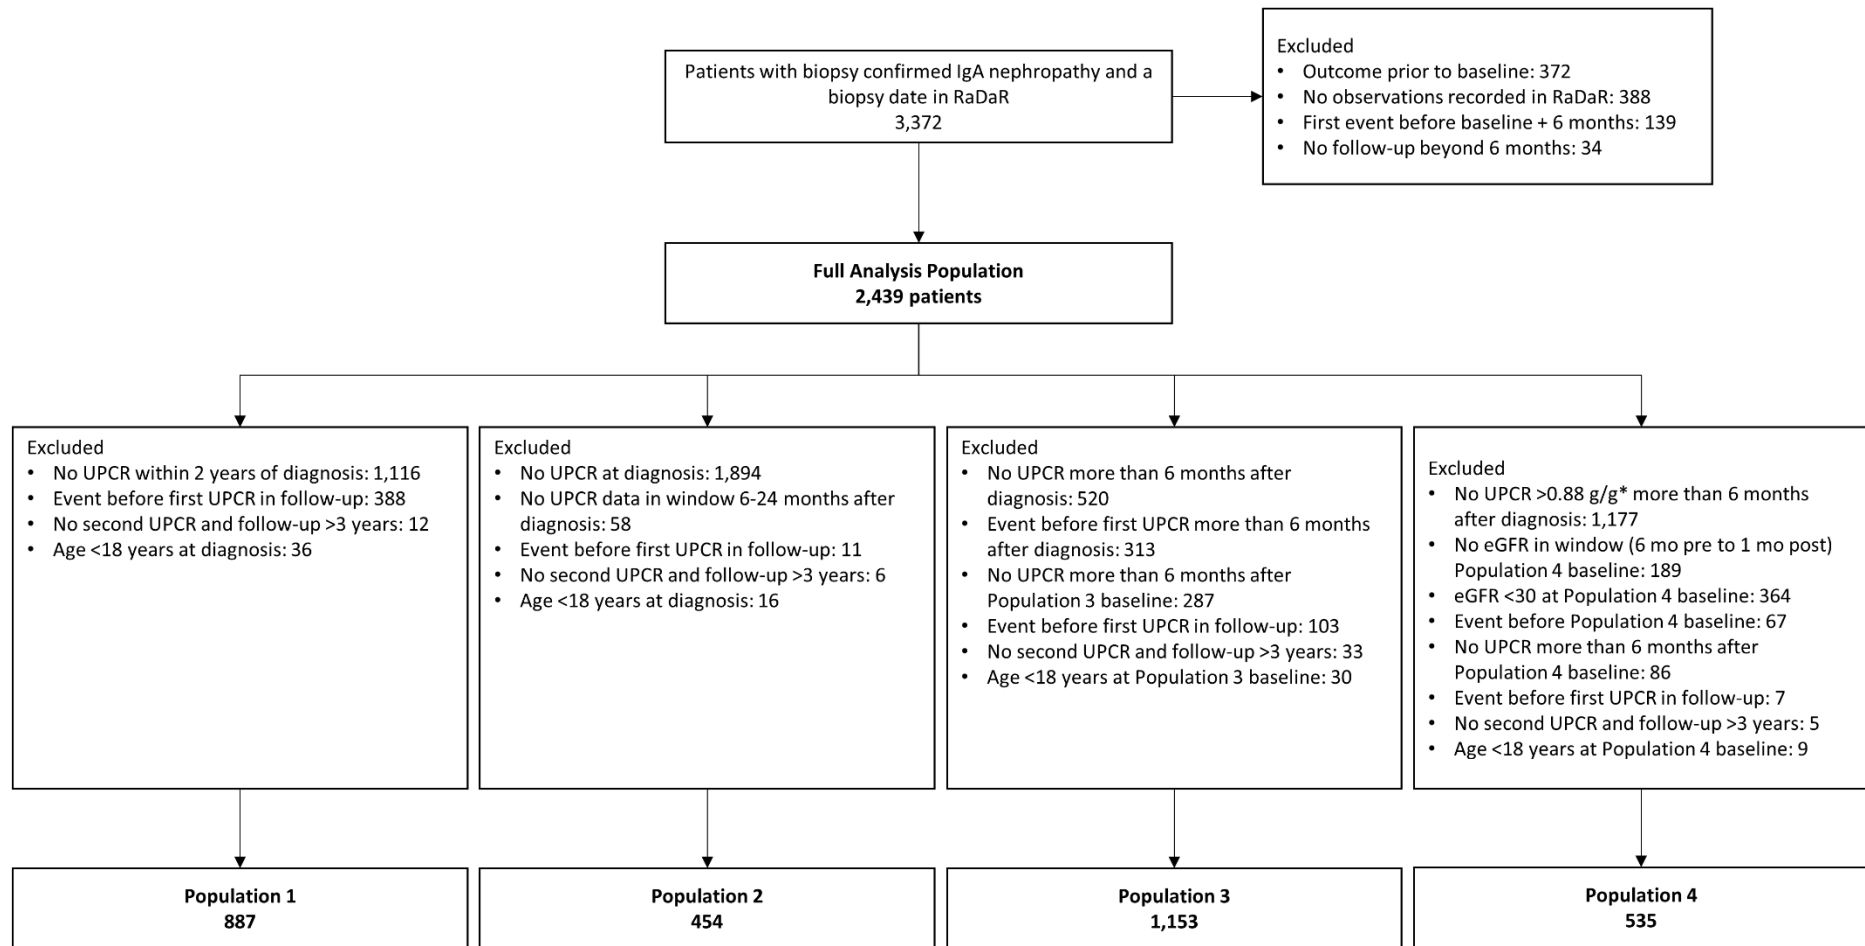 Patients with biopsy confirmed IgA nephropathy and a
biopsy date in RaDaR
3,372
Excluded
• Outcome prior to baseline: 372
• No observations recorded in RaDaR: 388
• First event before baseline + 6 months: 139
• No follow-up beyond 6 months: 34
Full Analysis Population
2,439 patients
Excluded
• No UPCR within 2 years of diagnosis: 1,116
• Event before first UPCR in follow-up: 388
• No second UPCR and follow-up >3 years: 12
• Age <18 years at diagnosis: 36
Excluded
• No UPCR at diagnosis: 1,894
• No UPCR data in window 6-24 months after
diagnosis: 58
• Event before first UPCR in follow-up: 11
• No second UPCR and follow-up >3 years: 6
• Age <18 years at diagnosis: 16
Excluded
• No UPCR more than 6 months after
diagnosis: 520
• Event before first UPCR more than 6 months
after diagnosis: 313
• No UPCR more than 6 months after
Population 3 baseline: 287
• Event before first UPCR in follow-up: 103
• No second UPCR and follow-up >3 years: 33
• Age <18 years at Population 3 baseline: 30
Excluded
• No UPCR >0.88 g/g* more than 6 months
after diagnosis: 1,177
• No eGFR in window (6 mo pre to 1 mo post)
Population 4 baseline: 189
• eGFR <30 at Population 4 baseline: 364
• Event before Population 4 baseline: 67
• No UPCR more than 6 months after
Population 4 baseline: 86
• Event before first UPCR in follow-up: 7
• No second UPCR and follow-up >3 years: 5
• Age <18 years at Population 4 baseline: 9
Population 1
887
Population 2
454
Population 3
1,153
Population 4
535